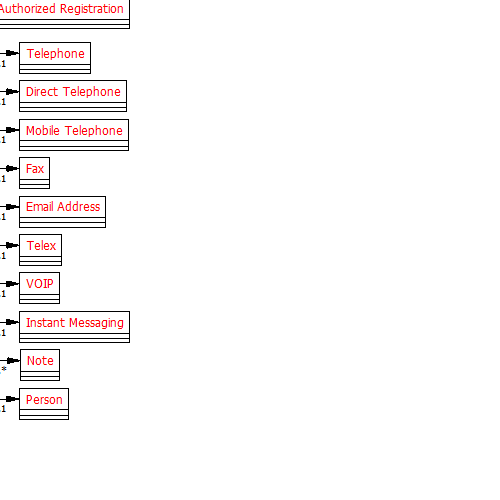 Authorized Registration
Telephone
.1
Direct Telephone
.1
Mobile Telephone
.1
Fax
.1
Email Address
.1
Telex
.1
VOIP
.1
Instant Messaging
.1
Note
.*
Person
.1